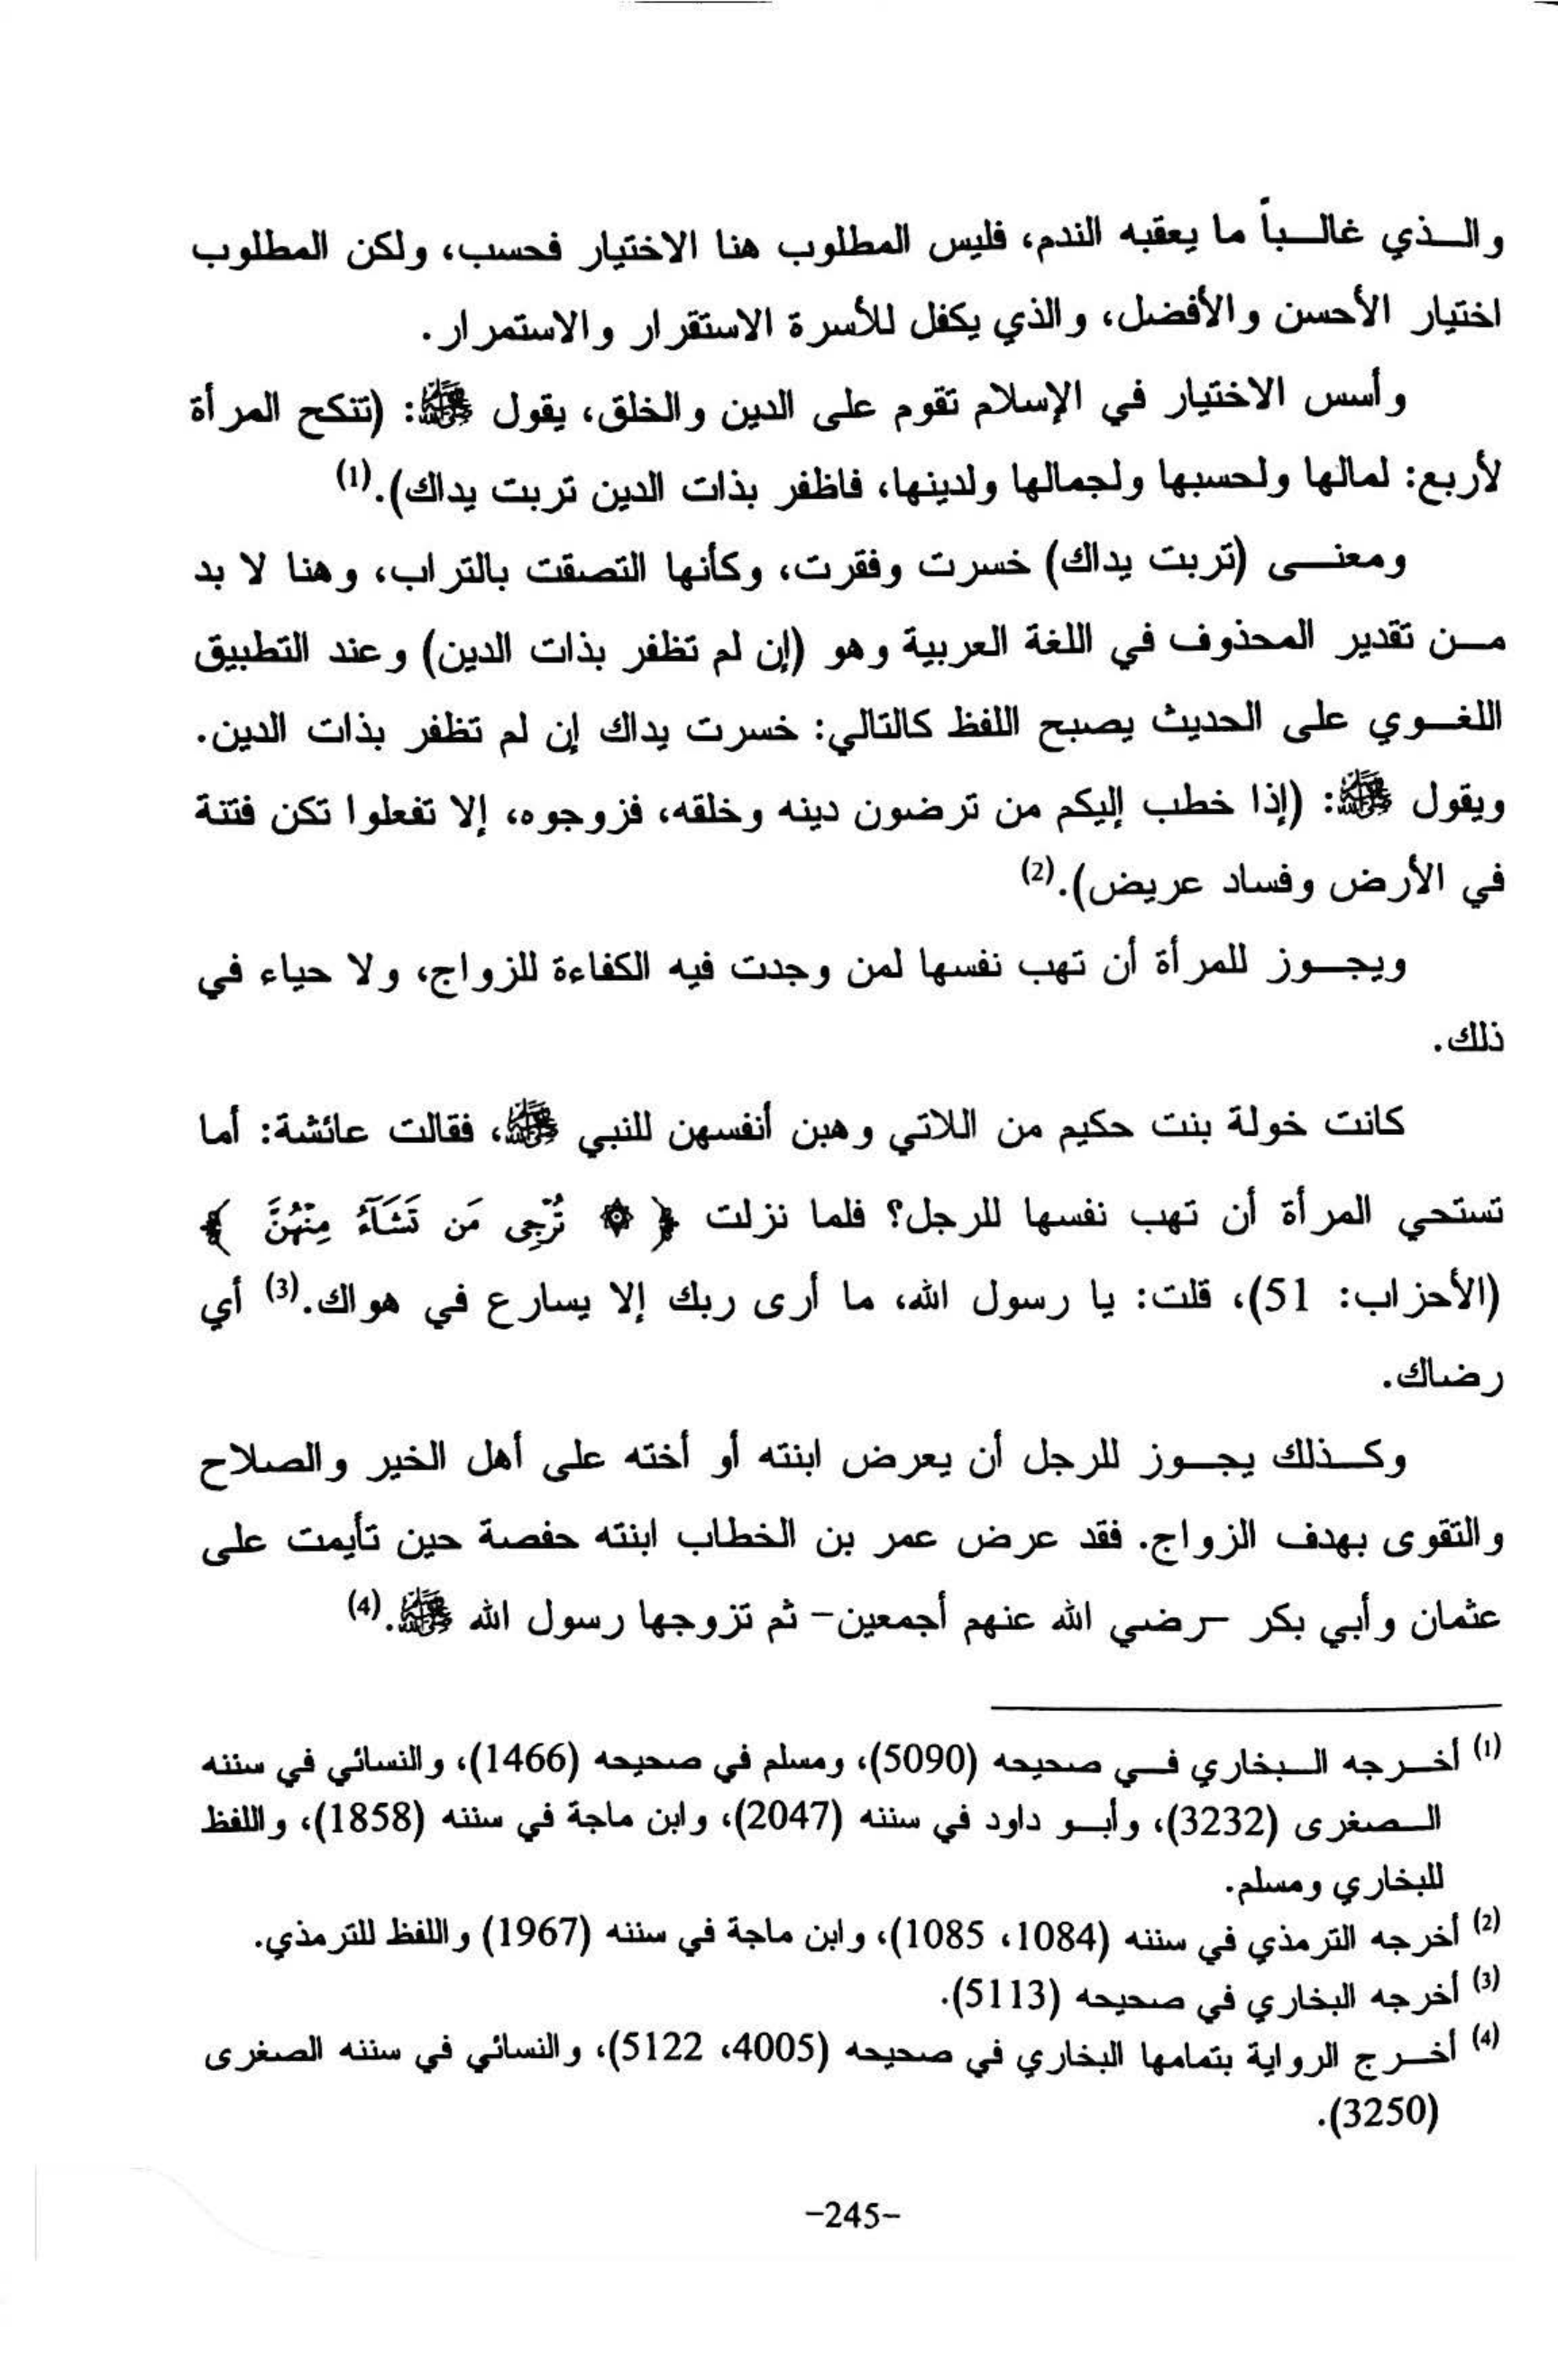 والذي غالباً ما يعقبه الندم، فليس المطلوب هنا الاختيار فحسب، ولكن المطلوب
اختيار الأحسن والأفضل، والذي يكفل للأسرة الاستقرار والاستمرار.
وأسس الاختيار في الإسلام تقوم على الدين والخلق، يقول ﷺ: (تنكح المرأة
لأربع: لمالها ولحسبها ولجمالها ولدينها، فاظفر بذات الدين تربت يداك).(1)
ومعنى (تربت يداك) خسرت وفقرت، وكأنها التصقت بالتراب، وهنا لا بد
من تقدير المحذوف في اللغة العربية وهو (إن لم تظفر بذات الدين) وعند التطبيق
اللغوي على الحديث يصبح اللفظ كالتالي: خسرت يداك إن لم تظفر بذات الدين.
ويقول ﷺ: (إذا خطب إليكم من ترضون دينه وخلقه، فزوجوه، إلا تفعلوا تكن فتنة
في الأرض وفساد عريض).(2)
ويجوز للمرأة أن تهب نفسها لمن وجدت فيه الكفاءة للزواج، ولا حياء في
ذلك.
كانت خولة بنت حكيم من اللاتي وهبن أنفسهن للنبي ﷺ، فقالت عائشة: أما
تستحي المرأة أن تهب نفسها للرجل؟ فلما نزلت ﴿ ۞ تُرْجِى مَن تَشَآءُ مِنْهُنَّ ﴾
(الأحزاب: 51)، قلت: يا رسول الله، ما أرى ربك إلا يسارع في هواك.(3) أي
رضاك.
وكذلك يجوز للرجل أن يعرض ابنته أو أخته على أهل الخير والصلاح
والتقوى بهدف الزواج. فقد عرض عمر بن الخطاب ابنته حفصة حين تأيمت على
عثمان وأبي بكر -رضي الله عنهم أجمعين- ثم تزوجها رسول الله ﷺ.(4)
(1) أخرجه البخاري في صحيحه (5090)، ومسلم في صحيحه (1466)، والنسائي في سننه
الصغرى (3232)، وأبو داود في سننه (2047)، وابن ماجة في سننه (1858)، واللفظ
للبخاري ومسلم.
(2) أخرجه الترمذي في سننه (1084، 1085)، وابن ماجة في سننه (1967) واللفظ للترمذي.
(3) أخرجه البخاري في صحيحه (5113).
(4) أخرج الرواية بتمامها البخاري في صحيحه (4005، 5122)، والنسائي في سننه الصغرى
(3250).
-245-